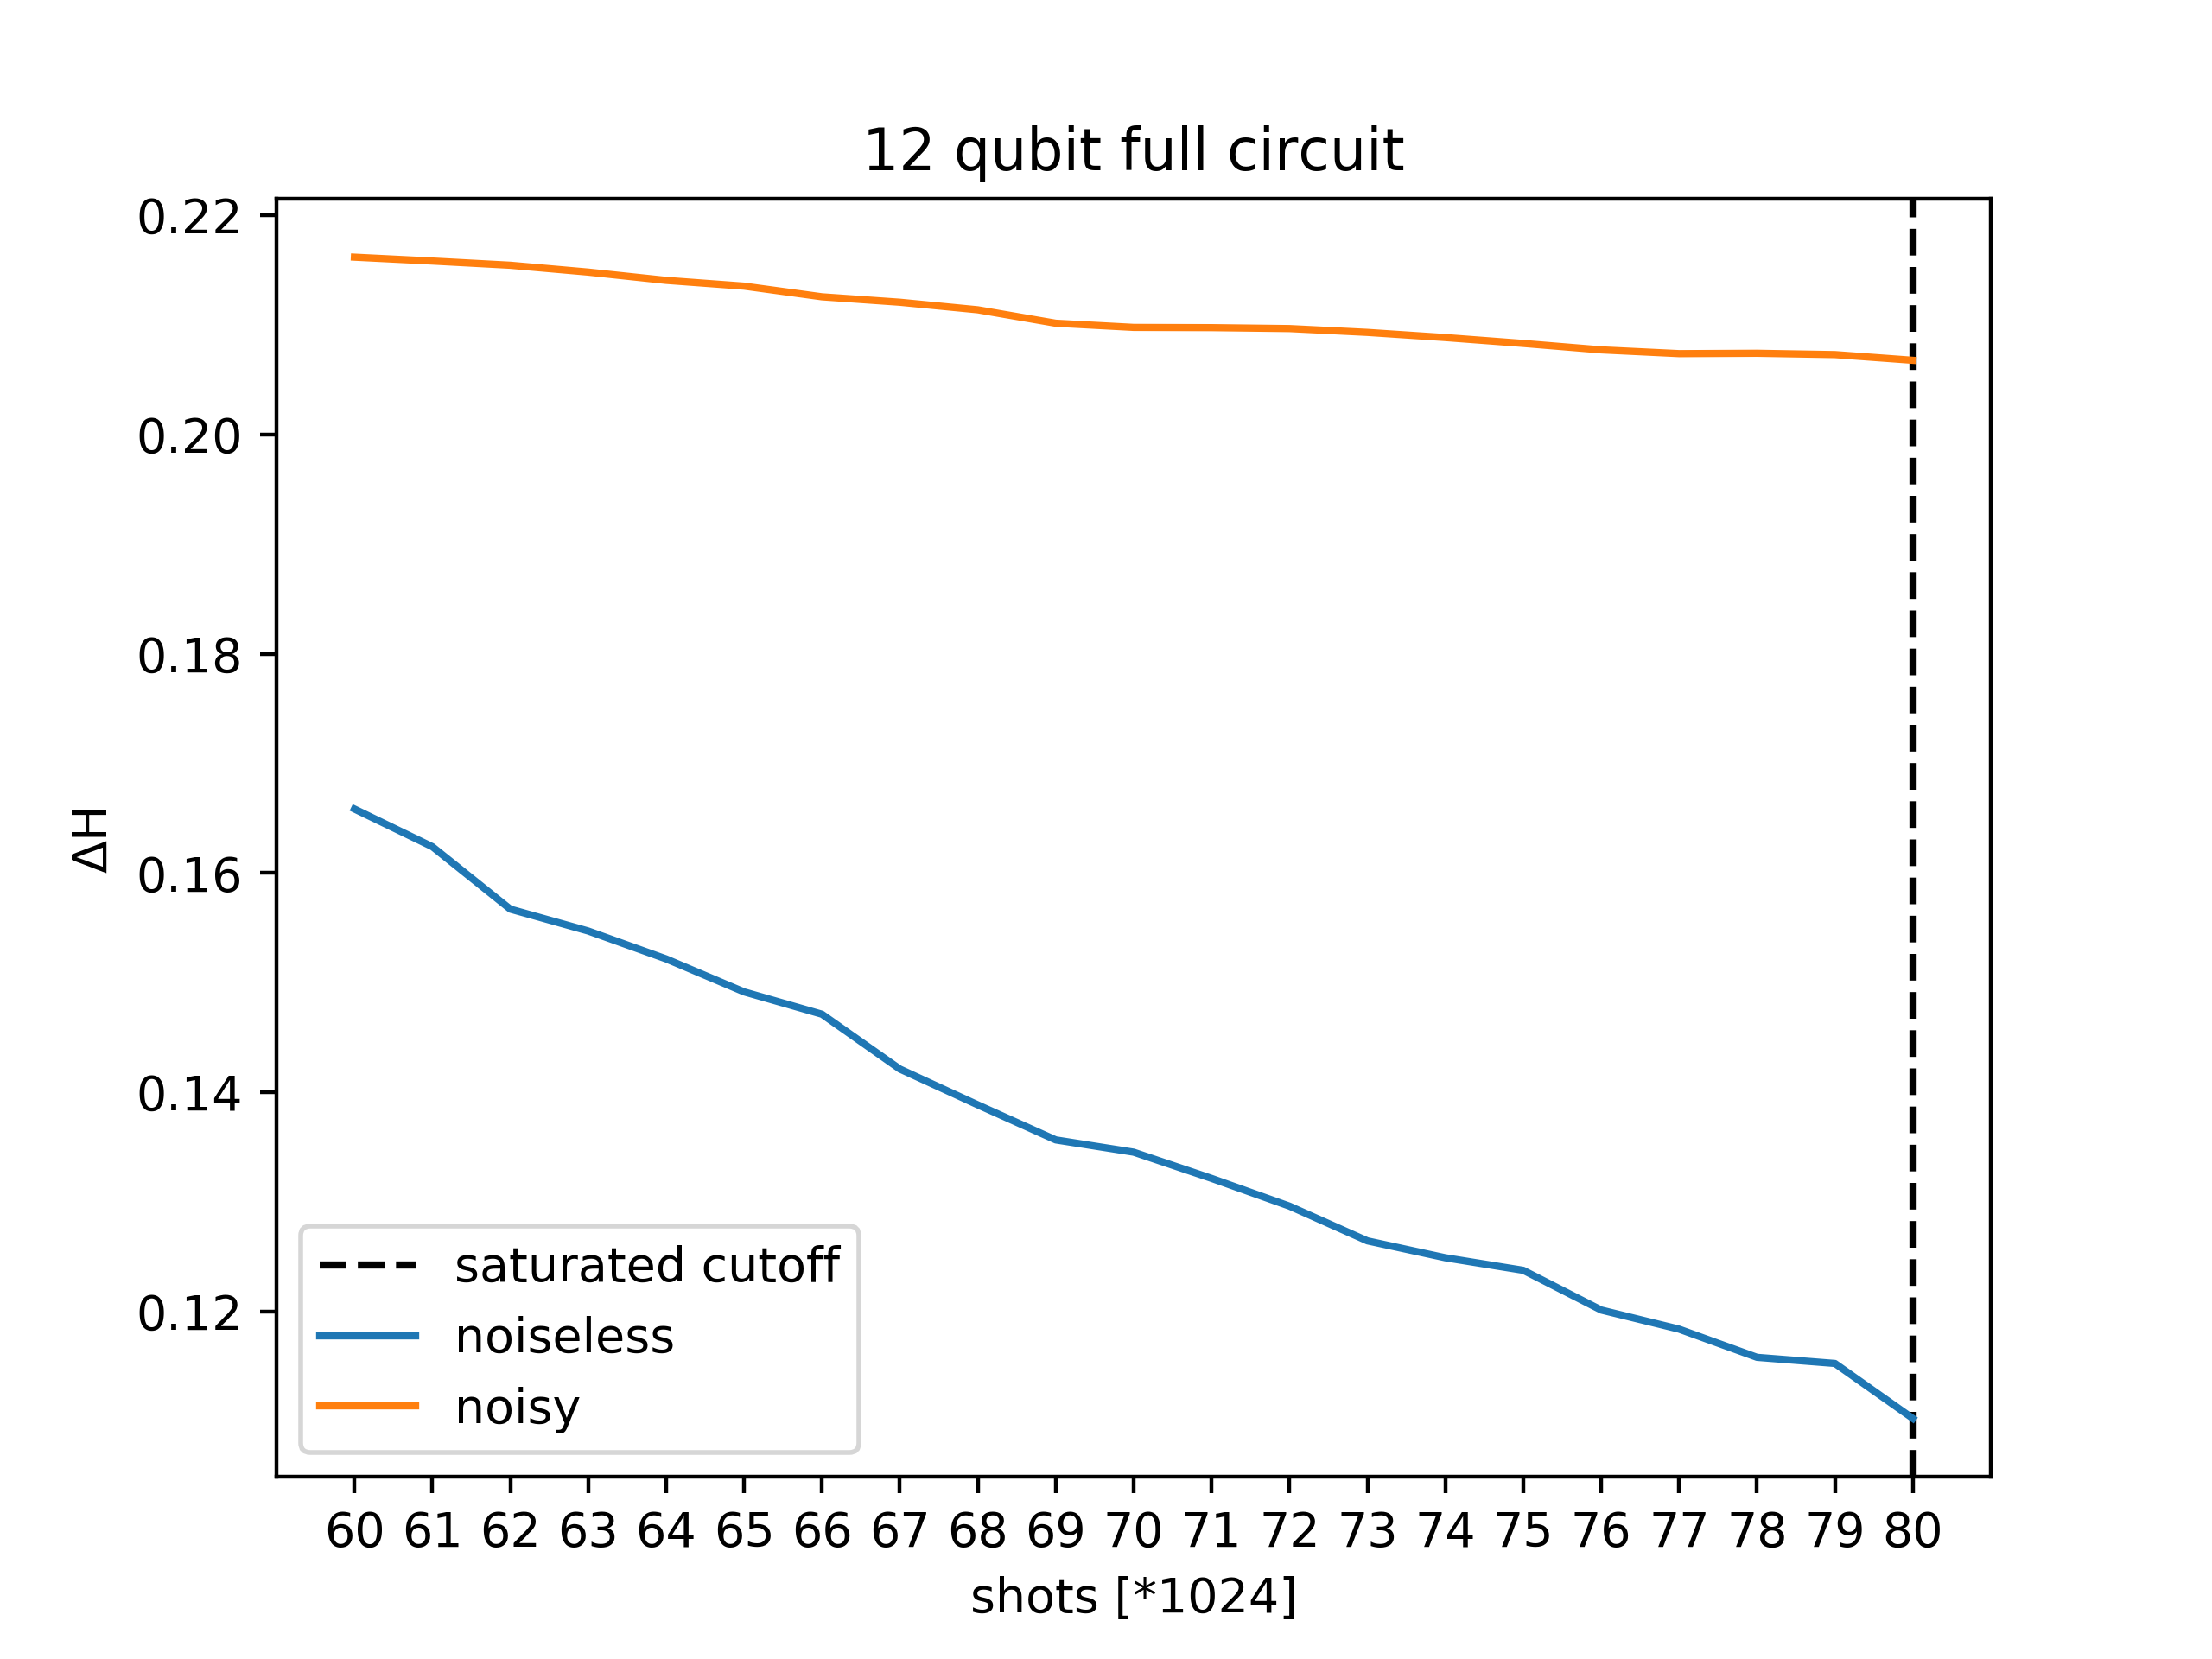 12 qubit full circuit
0.22
0.20
0.18
0.16
0.14
0.12
ΔH
saturated cutoff
noiseless
noisy
60 61 62 63 64 65 66 67 68 69 70 71 72 73 74 75 76 77 78 79 80
shots [*1024]